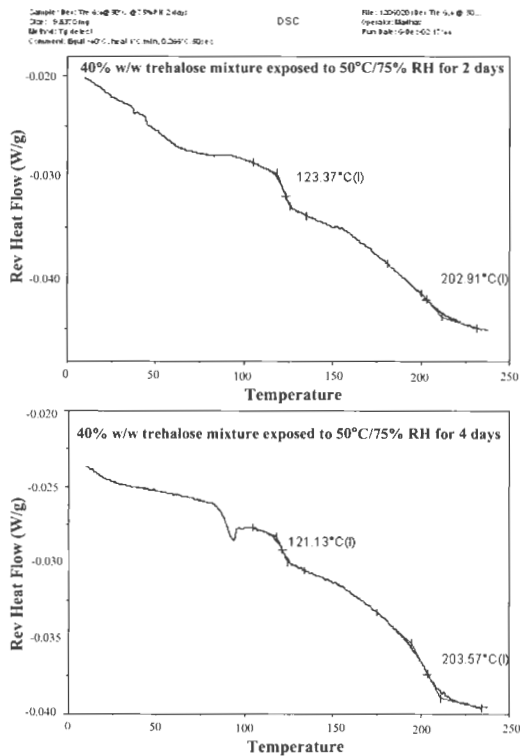 DSC
40% w/w trehalose mixture exposed to 50°C/75% RH for 2 days
-0.020
-0.030
-0.040
Rev Heat Flow (W/g)
123.37°C(I)
202.91°C(I)
0 50 100 150 200 250
Temperature
-0.020
40% w/w trehalose mixture exposed to 50°C/75% RH for 4 days
-0.025
-0.030
-0.035
-0.040
Rev Heat Flow (W/g)
121.13°C(I)
203.57°C(I)
0 50 100 150 200 250
Temperature